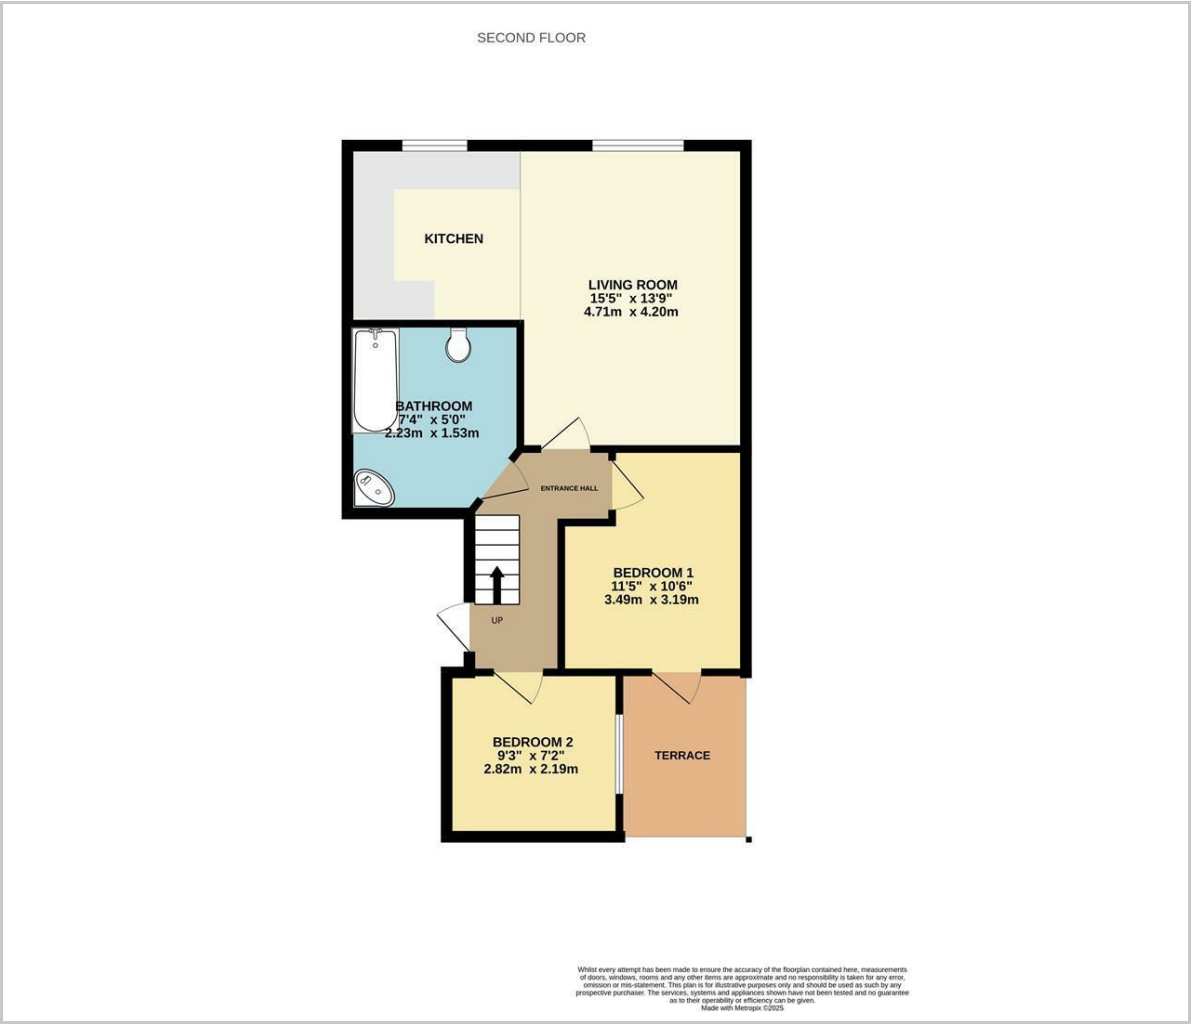 SECOND FLOOR
KITCHEN
LIVING ROOM
15'5" x 13'9"
4.71m x 4.20m
BATHROOM
7'4" x 5'0"
2.23m x 1.53m
ENTRANCE HALL
BEDROOM 1
11'5" x 10'6"
3.49m x 3.19m
UP
BEDROOM 2
9'3" x 7'2"
2.82m x 2.19m
TERRACE
Whilst every attempt has been made to ensure the accuracy of the floorplan contained here, measurements
of doors, windows, rooms and any other items are approximate and no responsibility is taken for any error,
omission or mis-statement. This plan is for illustrative purposes only and should be used as such by any
prospective purchaser. The services, systems and appliances shown have not been tested and no guarantee
as to their operability or efficiency can be given.
Made with Metropix ©2025